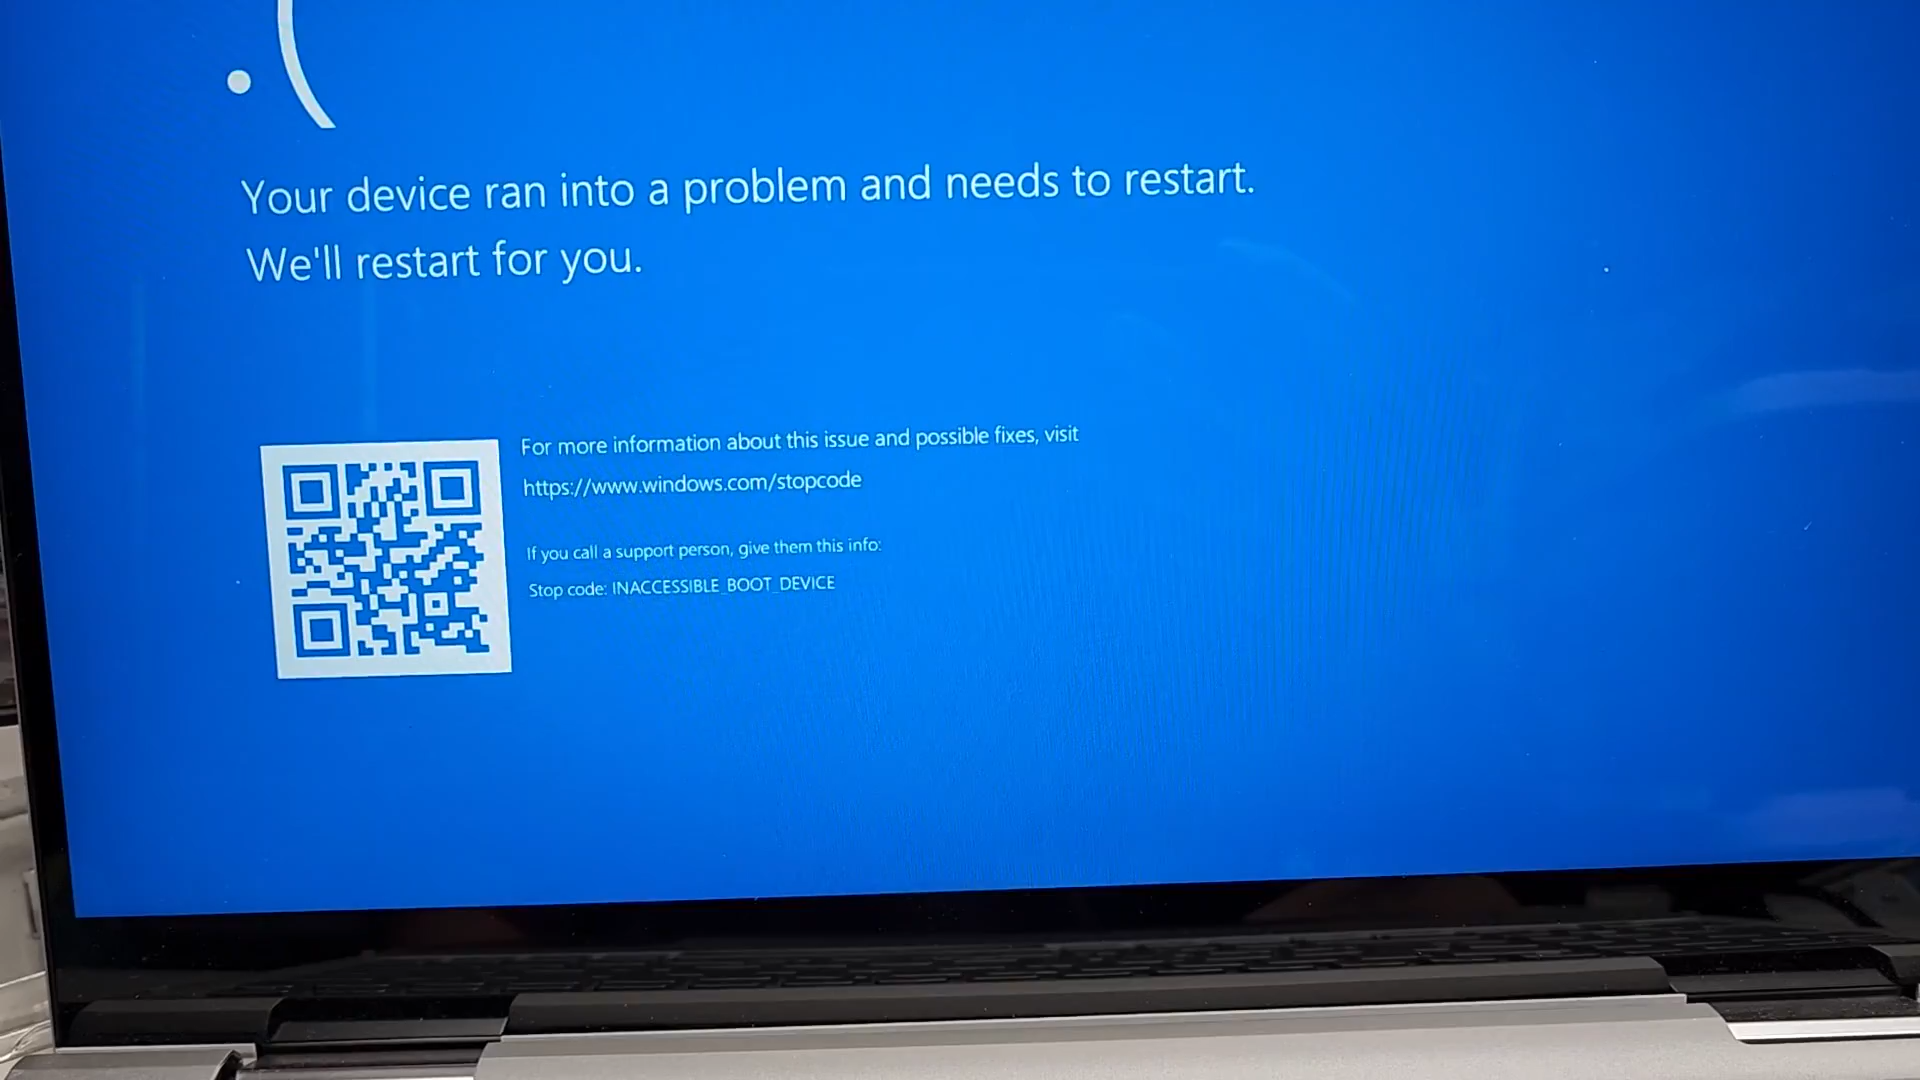 :(
Your device ran into a problem and needs to restart.
We'll restart for you.
For more information about this issue and possible fixes, visit
https://www.windows.com/stopcode
If you call a support person, give them this info:
Stop code: INACCESSIBLE_BOOT_DEVICE